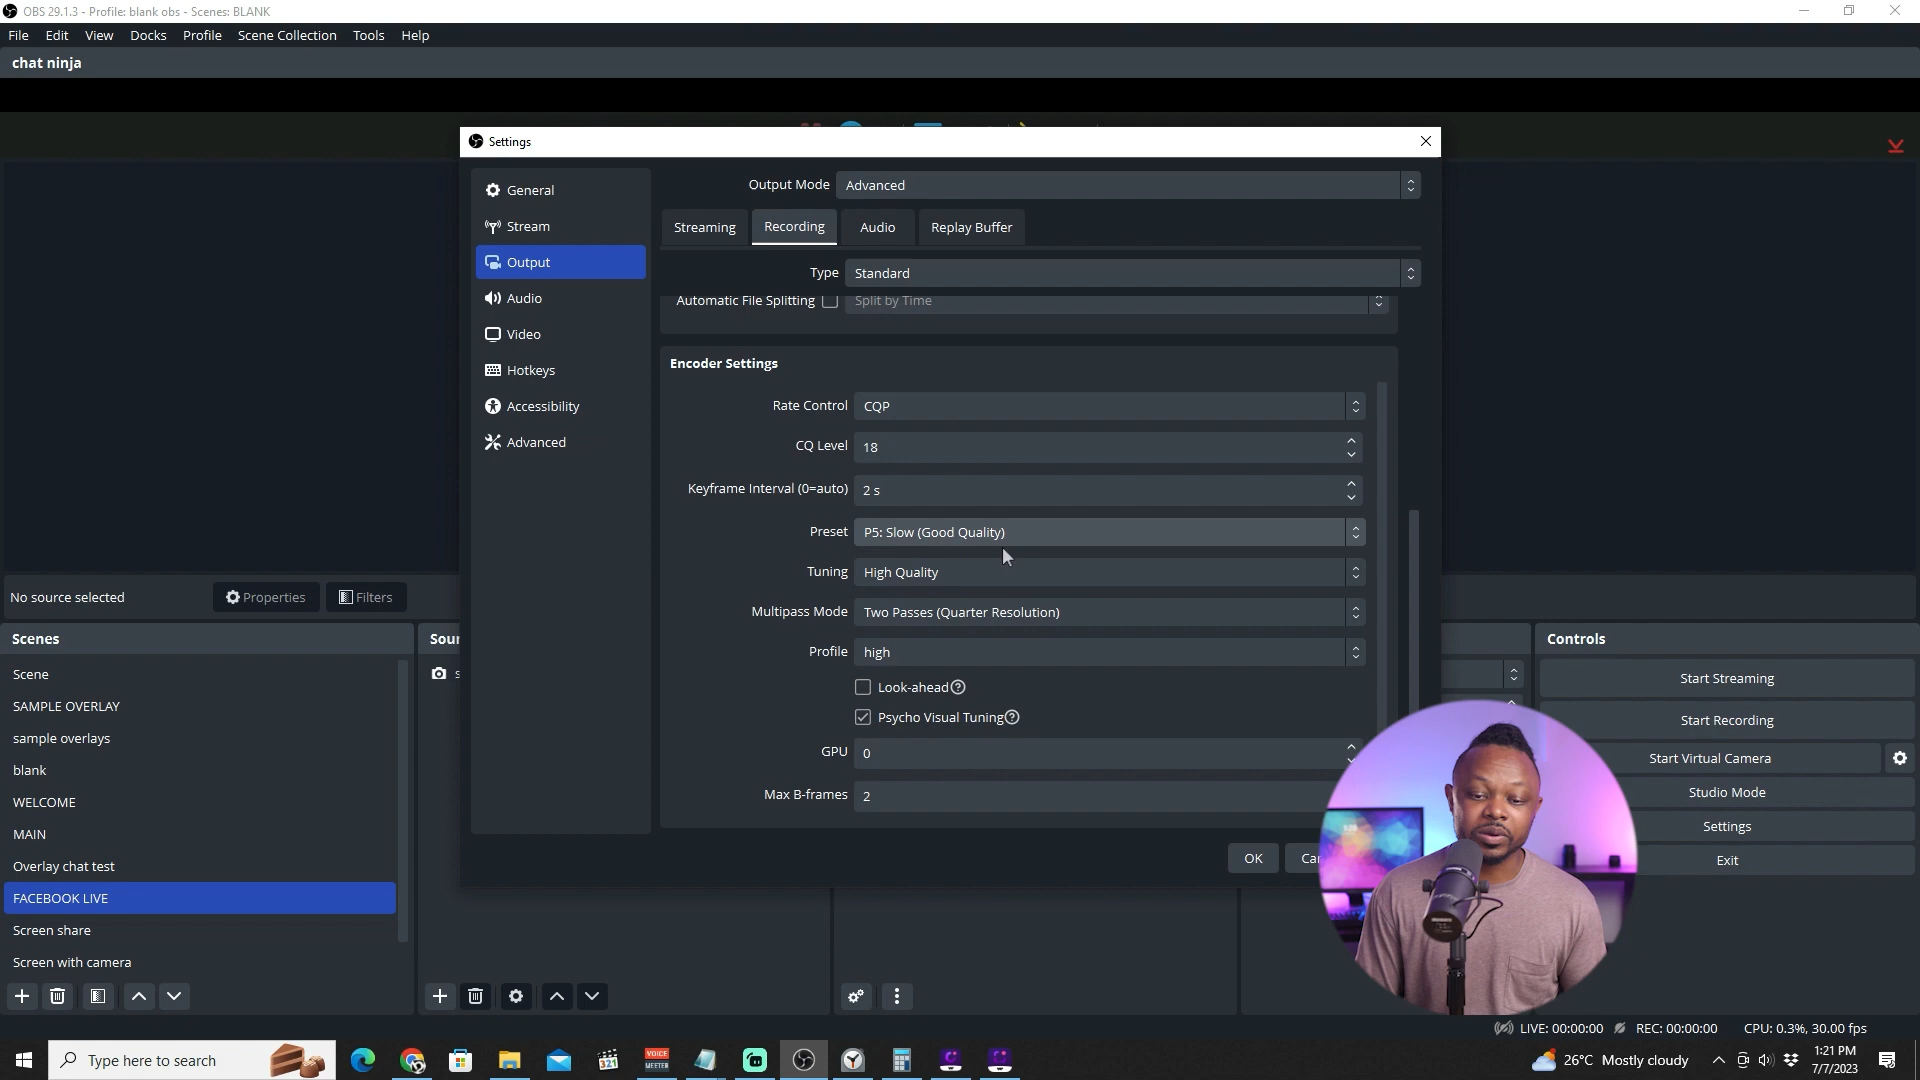 OBS 29.1.3 - Profile: blank obs - Scenes: BLANK
File Edit View Docks Profile Scene Collection Tools Help
chat ninja
Settings
General
Stream
Output
Audio
Video
Hotkeys
Accessibility
Advanced
Output Mode Advanced
Streaming Recording Audio Replay Buffer
Type Standard
Automatic File Splitting Split by Time
Encoder Settings
Rate Control CQP
CQ Level 18
Keyframe Interval (0=auto) 2 s
Preset P5: Slow (Good Quality)
Tuning High Quality
Multipass Mode Two Passes (Quarter Resolution)
Profile high
Look-ahead
Psycho Visual Tuning
GPU 0
Max B-frames 2
OK Can
No source selected Properties Filters
Scenes
Scene
SAMPLE OVERLAY
sample overlays
blank
WELCOME
MAIN
Overlay chat test
FACEBOOK LIVE
Screen share
Screen with camera
Sour
s
Controls
Start Streaming
Start Recording
Start Virtual Camera
Studio Mode
Settings
Exit
LIVE: 00:00:00 REC: 00:00:00 CPU: 0.3%, 30.00 fps
Type here to search
321
VOICE
MEETER
26°C Mostly cloudy
1:21 PM
7/7/2023